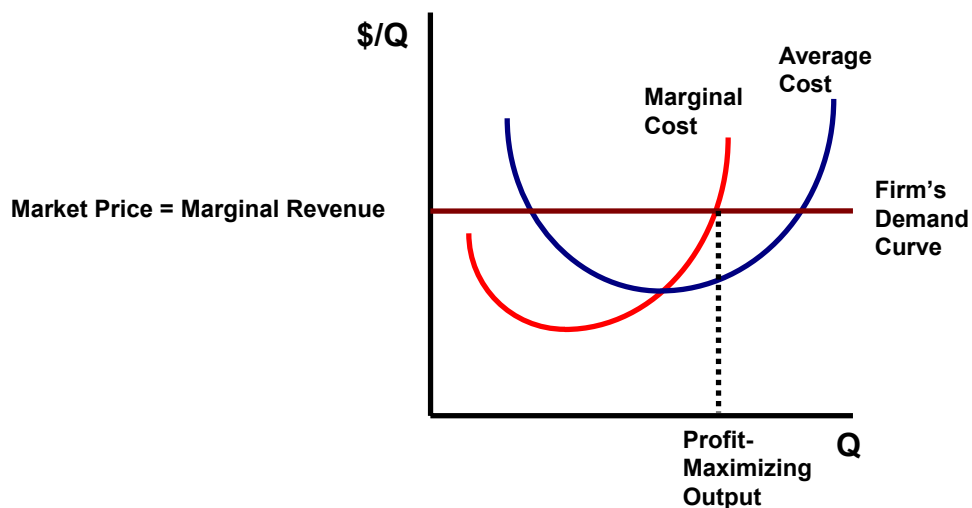 $/Q
Average
Cost
Marginal
Cost
Market Price = Marginal Revenue
Firm's
Demand
Curve
Profit-
Maximizing
Output
Q